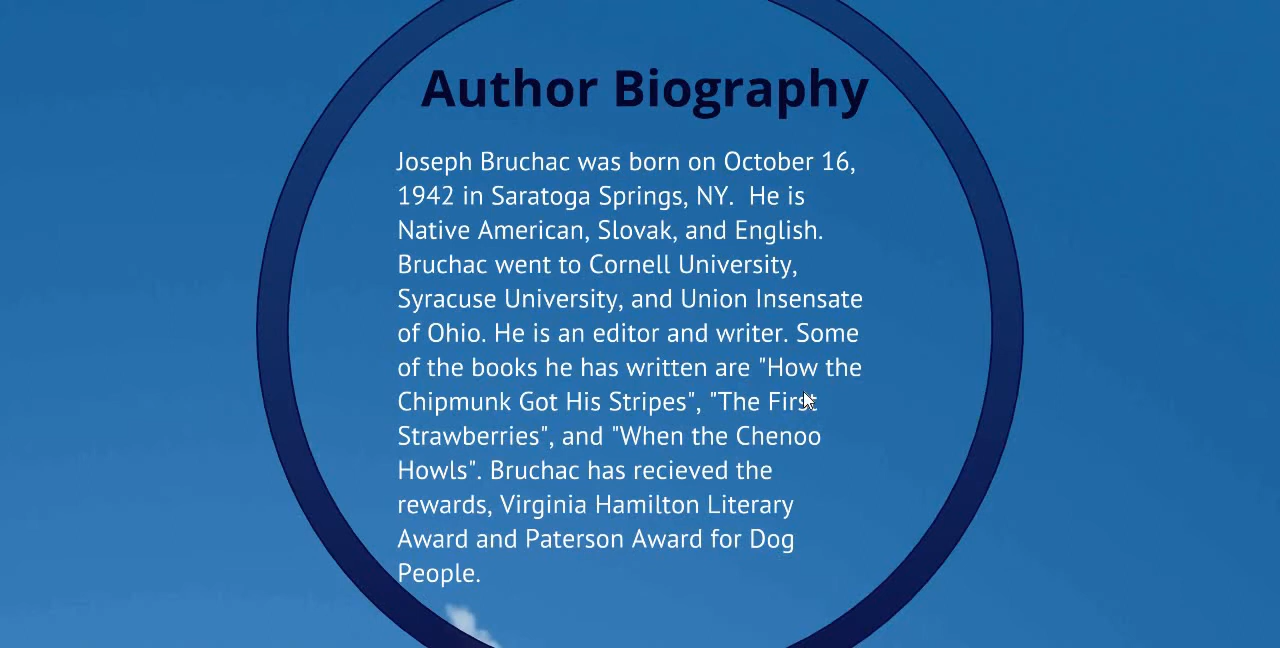 Author Biography
Joseph Bruchac was born on October 16,
1942 in Saratoga Springs, NY.  He is
Native American, Slovak, and English.
Bruchac went to Cornell University,
Syracuse University, and Union Insensate
of Ohio. He is an editor and writer. Some
of the books he has written are "How the
Chipmunk Got His Stripes", "The First
Strawberries", and "When the Chenoo
Howls". Bruchac has recieved the
rewards, Virginia Hamilton Literary
Award and Paterson Award for Dog
People.